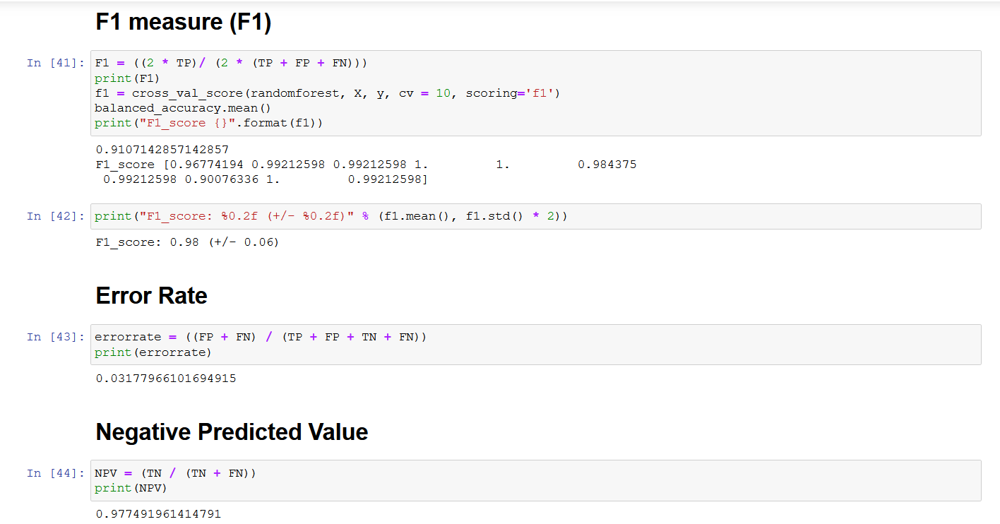 F1 measure (F1)
In [41]: F1 = ((2 * TP)/ (2 * (TP + FP + FN)))
print(F1)
f1 = cross_val_score(randomforest, X, y, cv = 10, scoring='f1')
balanced_accuracy.mean()
print("F1_score {}".format(f1))
0.9107142857142857
F1_score [0.96774194 0.99212598 0.99212598 1.         1.         0.984375
 0.99212598 0.90076336 1.         0.99212598]
In [42]: print("F1_score: %0.2f (+/- %0.2f)" % (f1.mean(), f1.std() * 2))
F1_score: 0.98 (+/- 0.06)
Error Rate
In [43]: errorrate = ((FP + FN) / (TP + FP + TN + FN))
print(errorrate)
0.03177966101694915
Negative Predicted Value
In [44]: NPV = (TN / (TN + FN))
print(NPV)
0.977491961414791